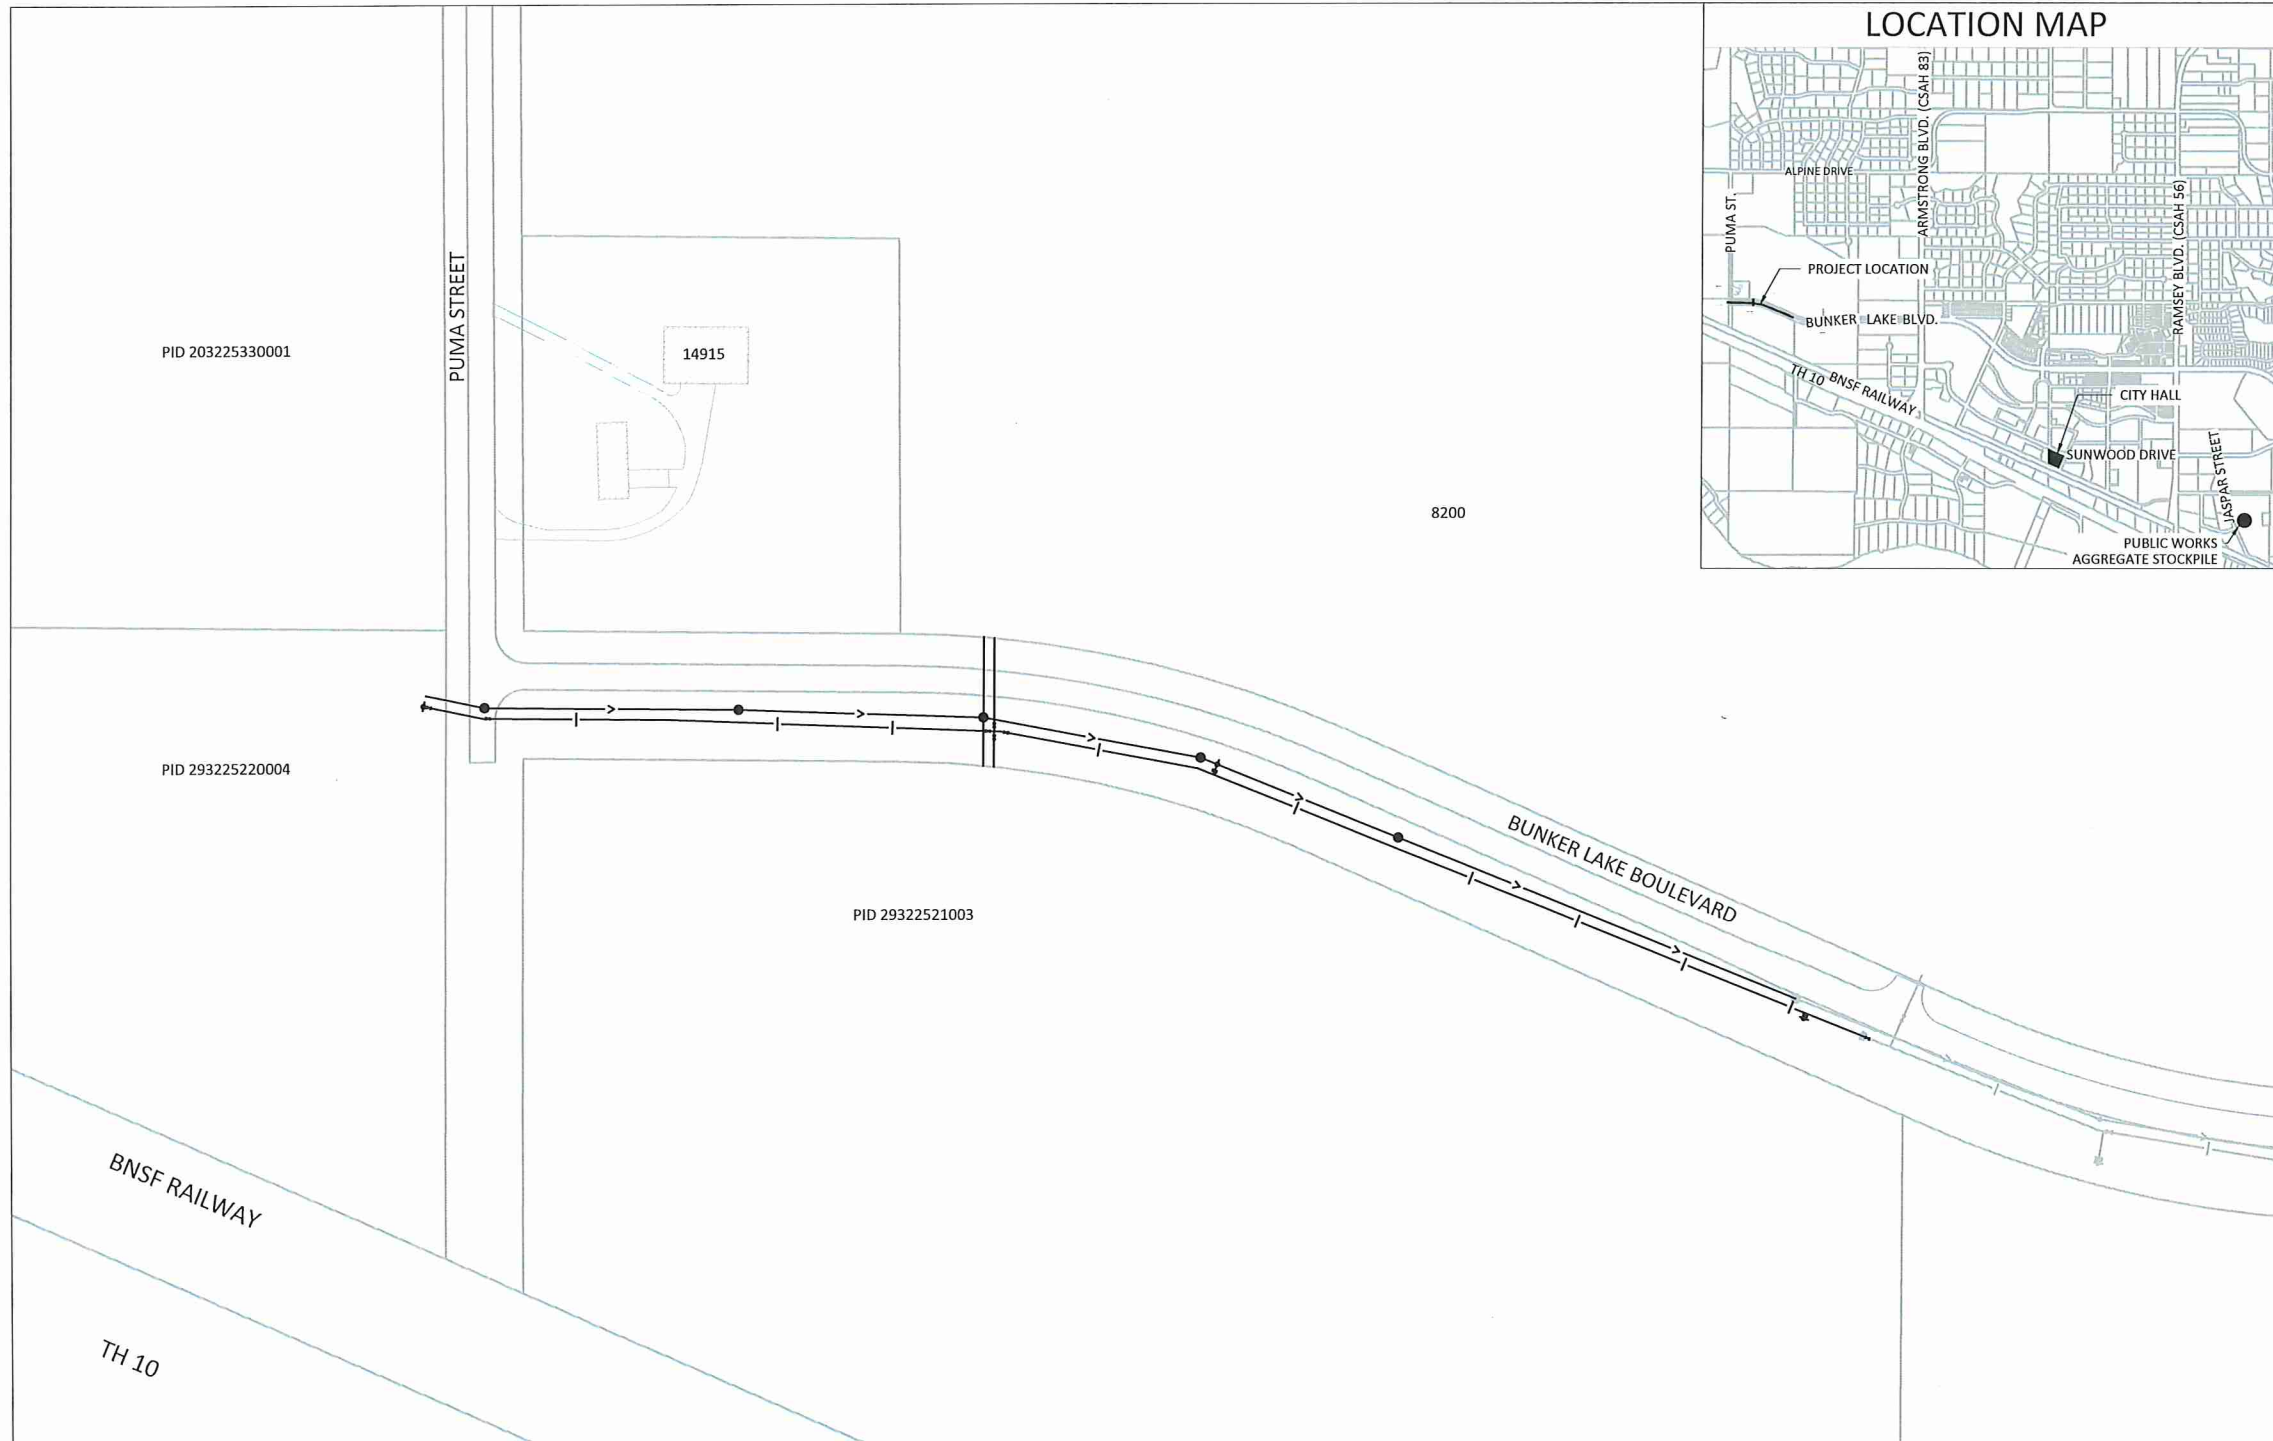 LOCATION MAP
ARMSTRONG BLVD. (CSAH 83)
ALPINE DRIVE
PUMA ST.
RAMSEY BLVD. (CSAH 56)
PROJECT LOCATION
BUNKER LAKE BLVD.
TH 10
BNSF RAILWAY
CITY HALL
SUNWOOD DRIVE
JASPAR STREET
PUBLIC WORKS
AGGREGATE STOCKPILE
PUMA STREET
PID 203225330001
14915
8200
PID 293225220004
BUNKER LAKE BOULEVARD
PID 29322521003
BNSF RAILWAY
TH 10